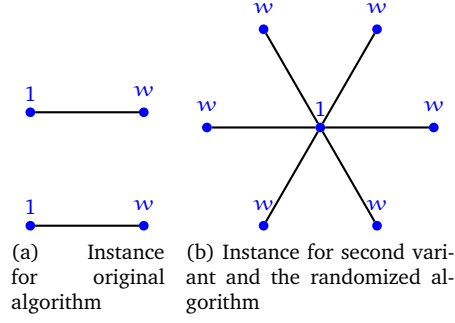 w w
1 w
w 1 w
1 w
w w
(a) Instance
for original
algorithm
(b) Instance for second vari-
ant and the randomized al-
gorithm